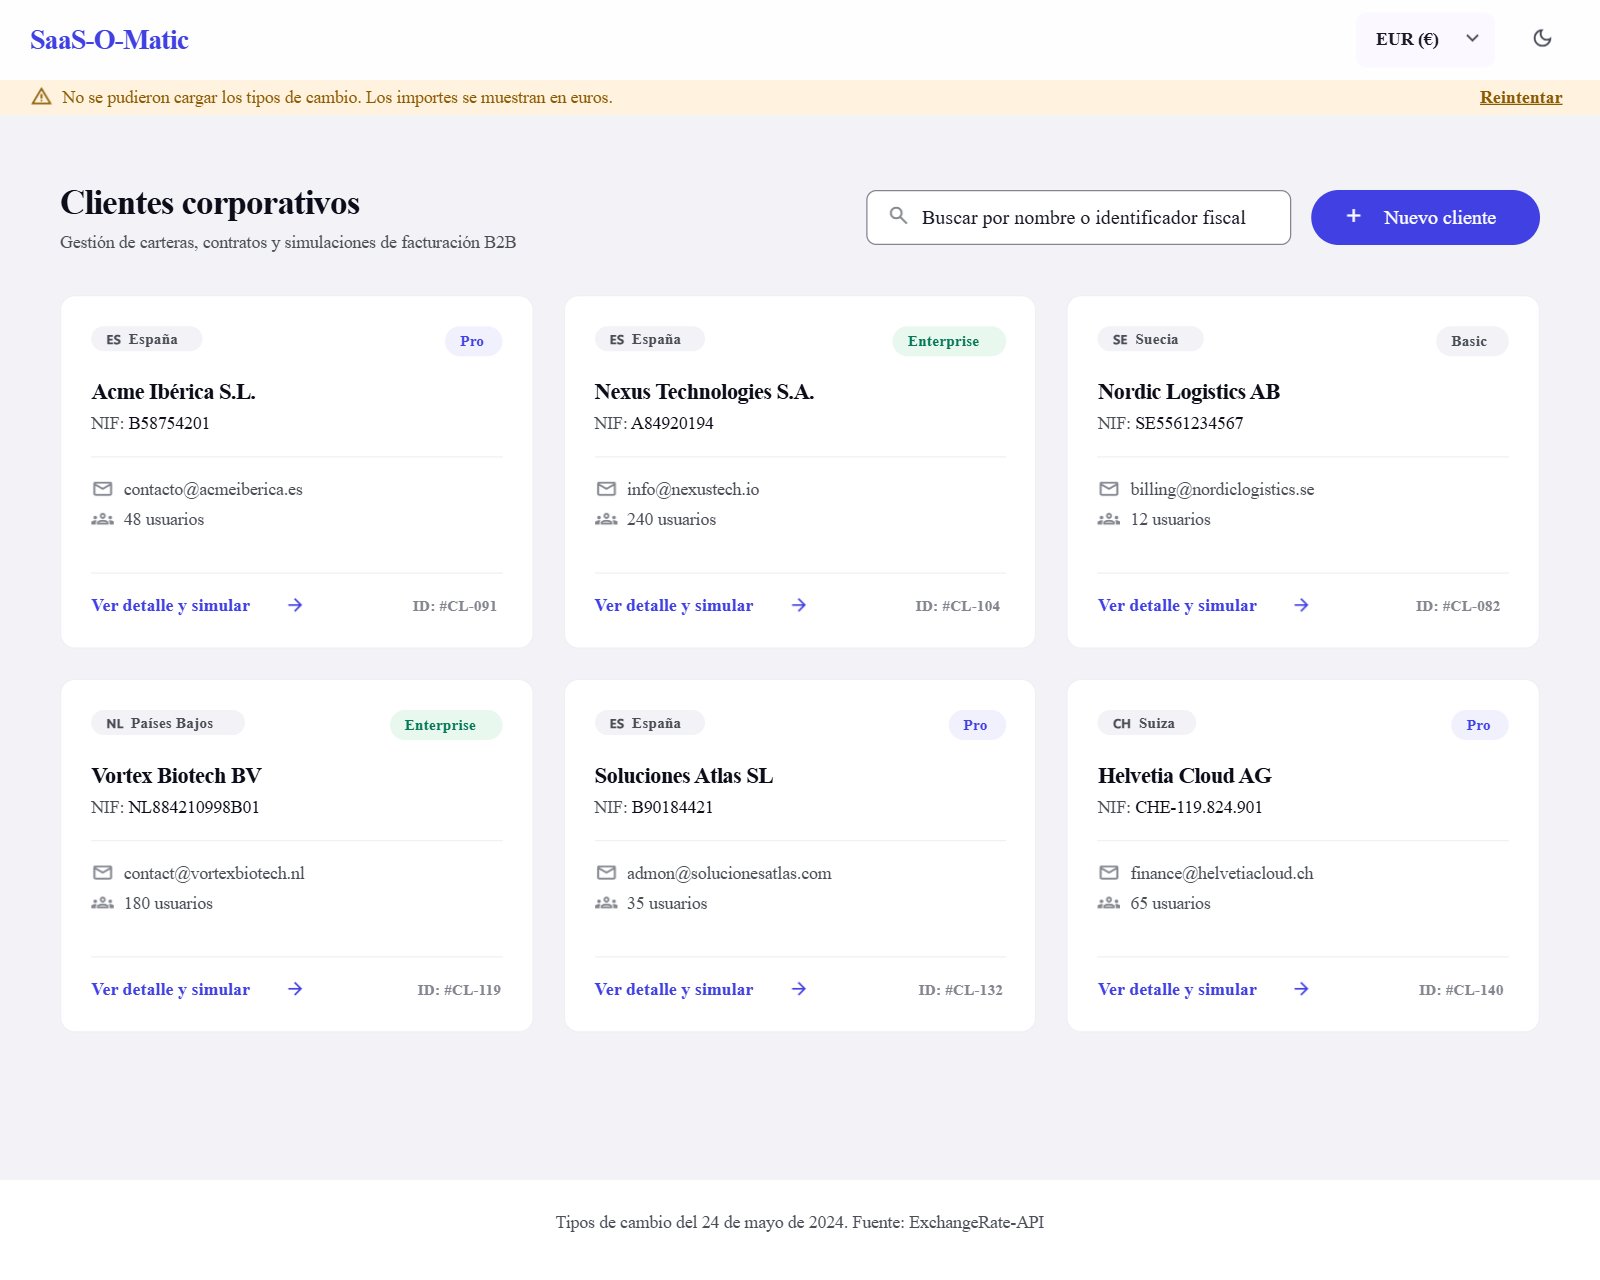 SaaS-O-Matic
EUR (€)
No se pudieron cargar los tipos de cambio. Los importes se muestran en euros.
Reintentar
Clientes corporativos
Gestión de carteras, contratos y simulaciones de facturación B2B
Buscar por nombre o identificador fiscal
+ Nuevo cliente
ES España
Pro
Acme Ibérica S.L.
NIF: B58754201
contacto@acmeiberica.es
48 usuarios
Ver detalle y simular →
ID: #CL-091
ES España
Enterprise
Nexus Technologies S.A.
NIF: A84920194
info@nexustech.io
240 usuarios
Ver detalle y simular →
ID: #CL-104
SE Suecia
Basic
Nordic Logistics AB
NIF: SE5561234567
billing@nordiclogistics.se
12 usuarios
Ver detalle y simular →
ID: #CL-082
NL Países Bajos
Enterprise
Vortex Biotech BV
NIF: NL884210998B01
contact@vortexbiotech.nl
180 usuarios
Ver detalle y simular →
ID: #CL-119
ES España
Pro
Soluciones Atlas SL
NIF: B90184421
admon@solucionesatlas.com
35 usuarios
Ver detalle y simular →
ID: #CL-132
CH Suiza
Pro
Helvetia Cloud AG
NIF: CHE-119.824.901
finance@helvetiacloud.ch
65 usuarios
Ver detalle y simular →
ID: #CL-140
Tipos de cambio del 24 de mayo de 2024. Fuente: ExchangeRate-API